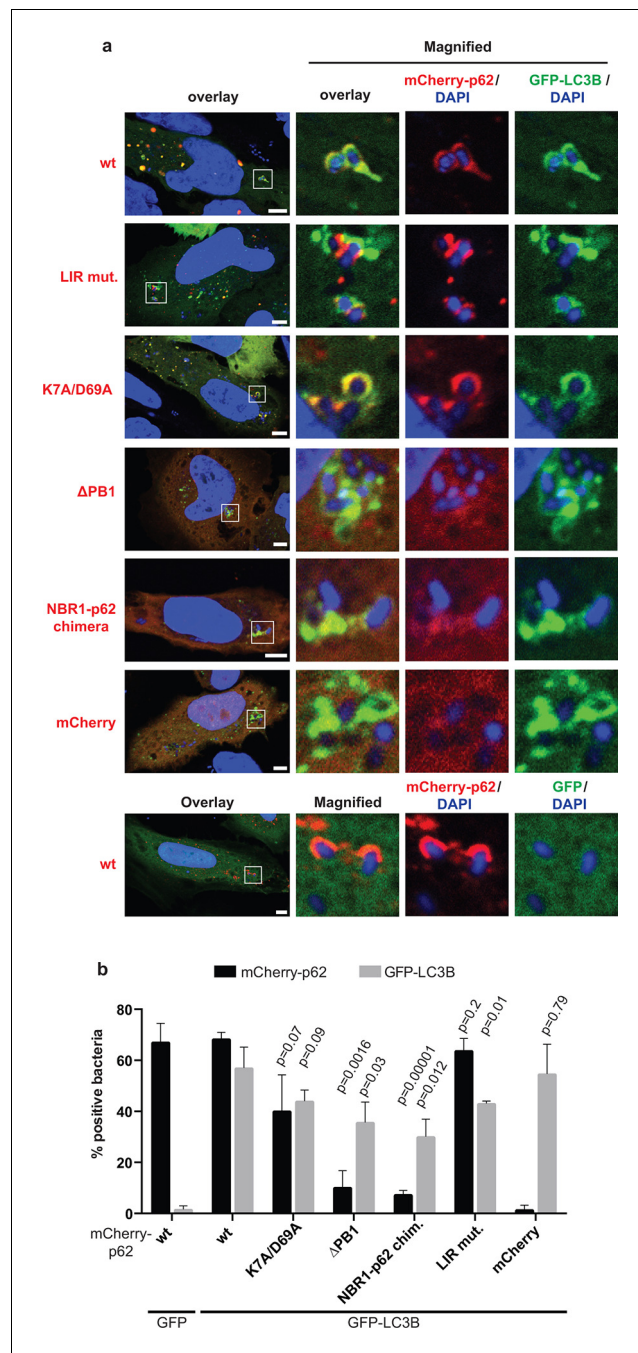 a
Magnified
overlay
overlay
mCherry-p62/
DAPI
GFP-LC3B /
DAPI
wt
LIR mut.
K7A/D69A
ΔPB1
NBR1-p62
chimera
mCherry
Overlay
Magnified
mCherry-p62/
DAPI
GFP/
DAPI
wt
b
mCherry-p62
GFP-LC3B
% positive bacteria
80
60
40
20
0
p=0.07
p=0.09
p=0.0016
p=0.03
p=0.00001
p=0.012
p=0.2
p=0.01
p=0.79
mCherry-
p62
wt
wt
K7A/D69A
ΔPB1
NBR1-p62 chim.
LIR mut.
mCherry
GFP
GFP-LC3B